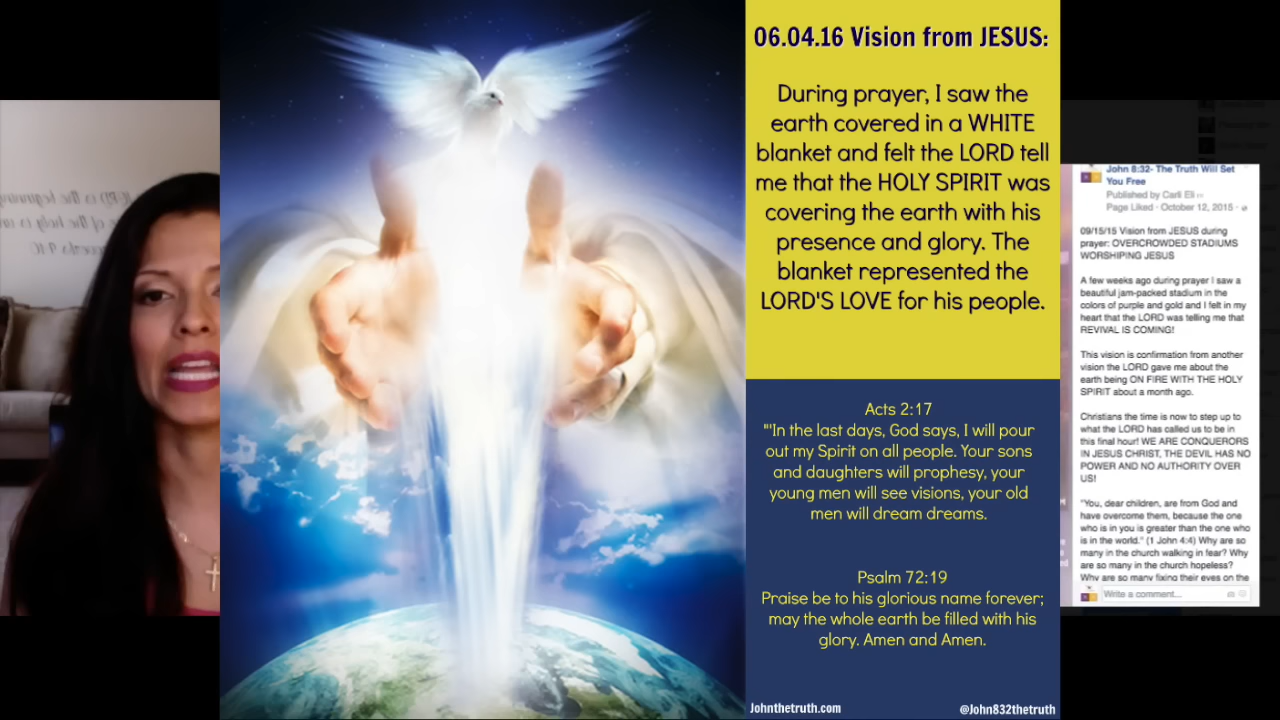 06.04.16 Vision from JESUS:
During prayer, I saw the
earth covered in a WHITE
blanket and felt the LORD tell
me that the HOLY SPIRIT was
covering the earth with his
presence and glory. The
blanket represented the
LORD'S LOVE for his people.
Acts 2:17
"'In the last days, God says, I will pour
out my Spirit on all people. Your sons
and daughters will prophesy, your
young men will see visions, your old
men will dream dreams.
Psalm 72:19
Praise be to his glorious name forever;
may the whole earth be filled with his
glory. Amen and Amen.
Johnthetruth.com
@John832thetruth
John 8:32- The Truth Will Set
You Free
Published by Carli Eli
Page Liked · October 12, 2015 ·
09/15/15 Vision from JESUS during
prayer: OVERCROWDED STADIUMS
WORSHIPING JESUS
A few weeks ago during prayer I saw a
beautiful jam-packed stadium in the
colors of purple and gold and I felt in my
heart that the LORD was telling me that
REVIVAL IS COMING!
This vision is confirmation from another
vision the LORD gave me about the
earth being ON FIRE WITH THE HOLY
SPIRIT about a month ago.
Christians the time is now to step up to
what the LORD has called us to be in
this final hour! WE ARE CONQUERORS
IN JESUS CHRIST, THE DEVIL HAS NO
POWER AND NO AUTHORITY OVER
US!
"You, dear children, are from God and
have overcome them, because the one
who is in you is greater than the one who
is in the world." (1 John 4:4) Why are so
many in the church walking in fear? Why
are so many in the church hopeless?
Why are so many fixing their eyes on the
Write a comment...